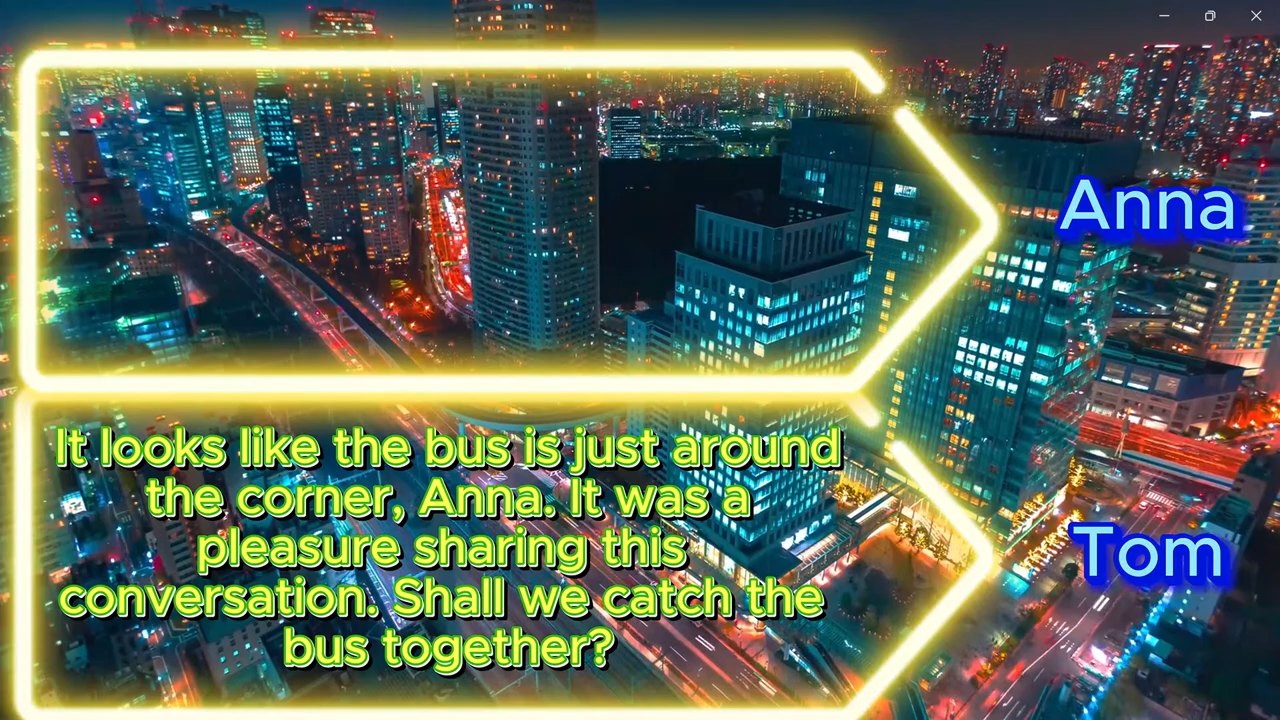 Anna
It looks like the bus is just around
the corner, Anna. It was a
pleasure sharing this
conversation. Shall we catch the
bus together?
Tom